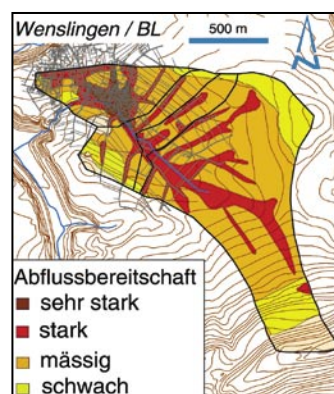 Wenslingen / BL
500 m
N
Abflussbereitschaft
sehr stark
stark
mässig
schwach